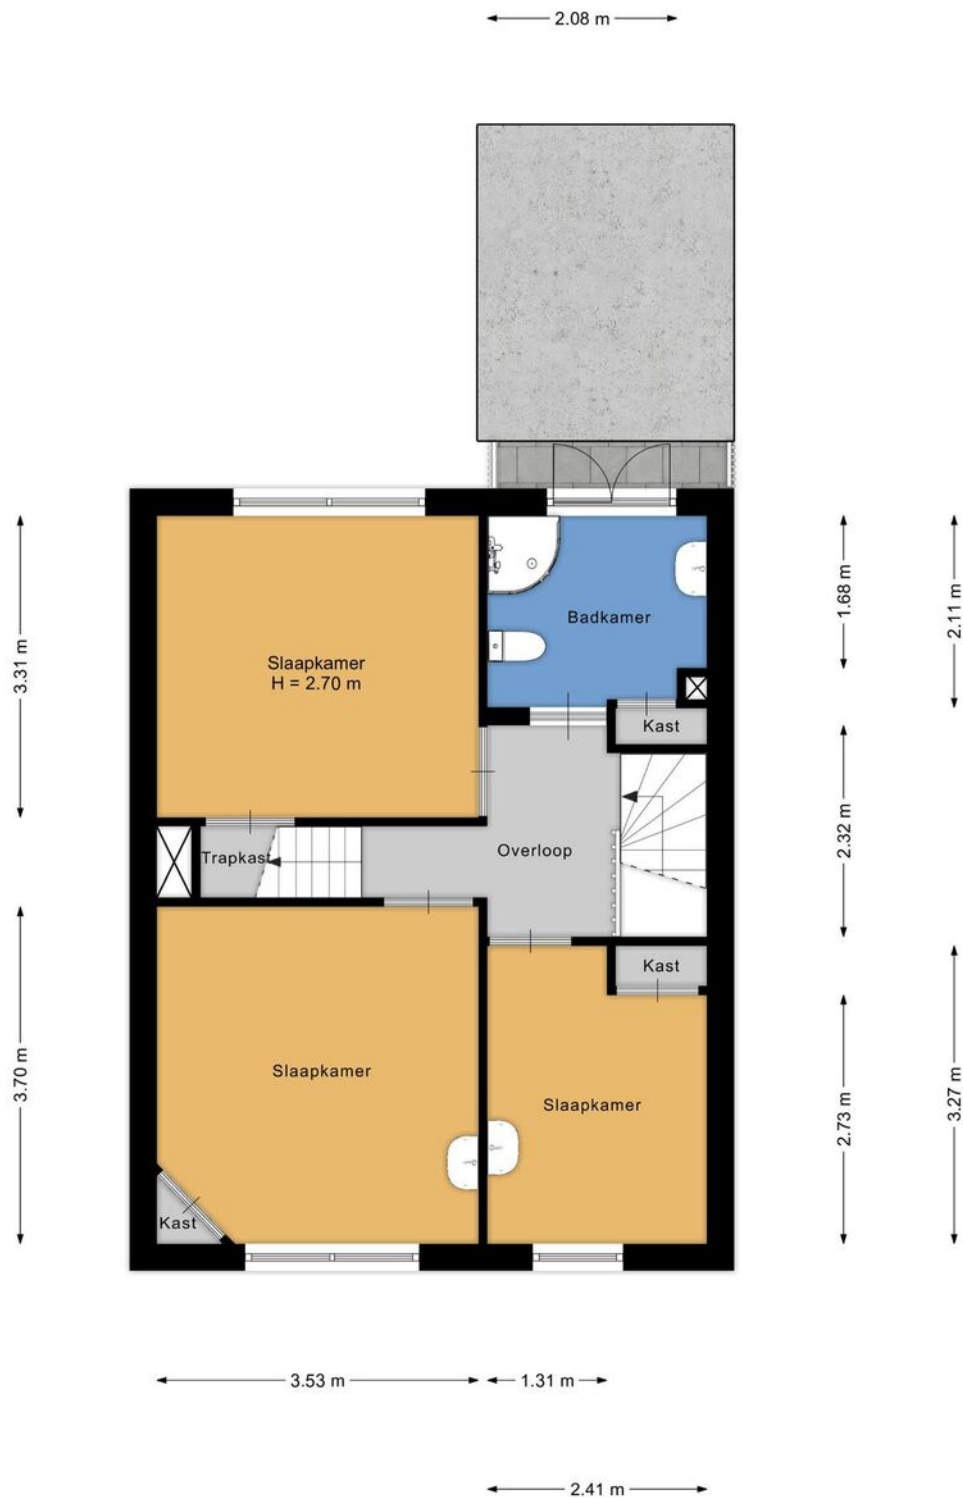 2.08 m
3.31 m
1.68 m
2.11 m
Badkamer
Slaapkamer
H = 2.70 m
Kast
Trapkast
Overloop
2.32 m
Kast
3.70 m
Slaapkamer
Slaapkamer
2.73 m
3.27 m
Kast
3.53 m
1.31 m
2.41 m